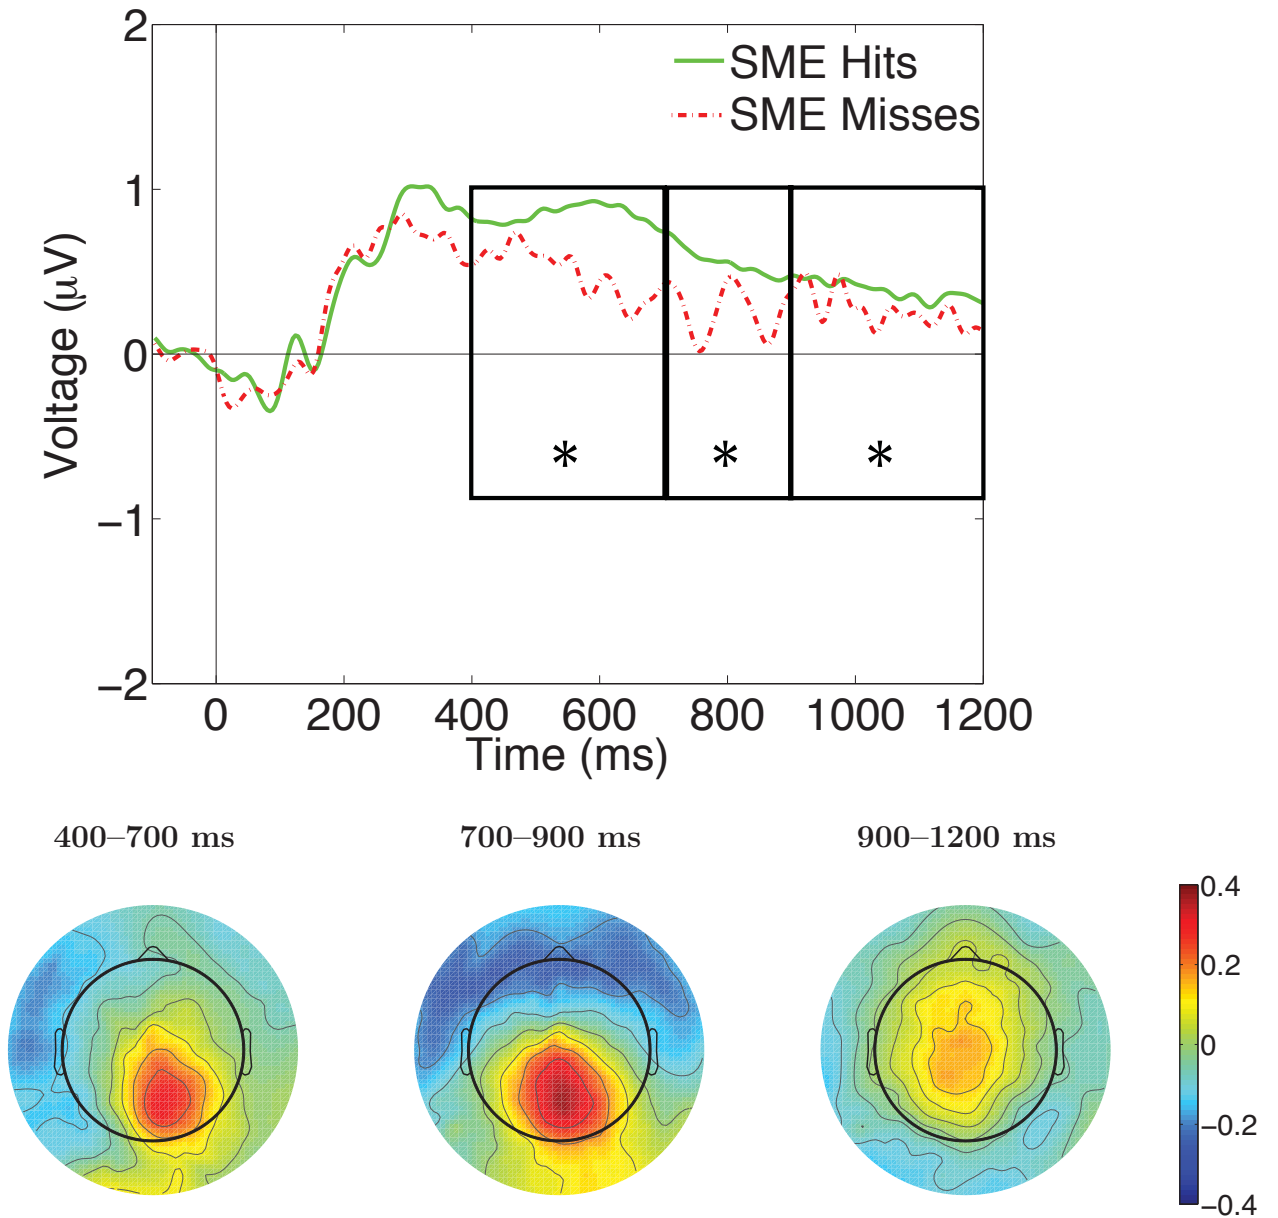 2
SME Hits
SME Misses
1
0
−1
−2
Voltage (μV)
* * *
0 200 400 600 800 1000 1200
Time (ms)
400–700 ms 700–900 ms 900–1200 ms
0.4
0.2
0
−0.2
−0.4